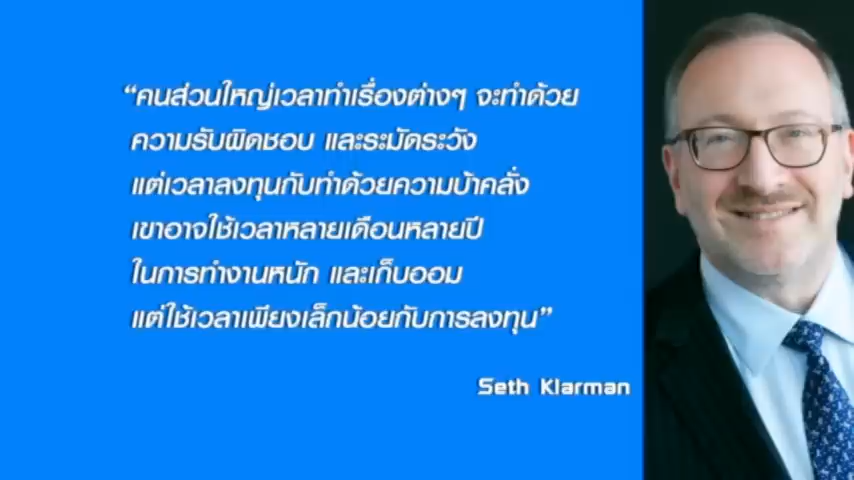 “คนส่วนใหญ่เวลาทำเรื่องต่างๆ จะทำด้วย
ความรับผิดชอบ และระมัดระวัง
แต่เวลาลงทุนกับทำด้วยความบ้าคลั่ง
เขาอาจใช้เวลาหลายเดือนหลายปี
ในการทำงานหนัก และเก็บออม
แต่ใช้เวลาเพียงเล็กน้อยกับการลงทุน”
Seth Klarman